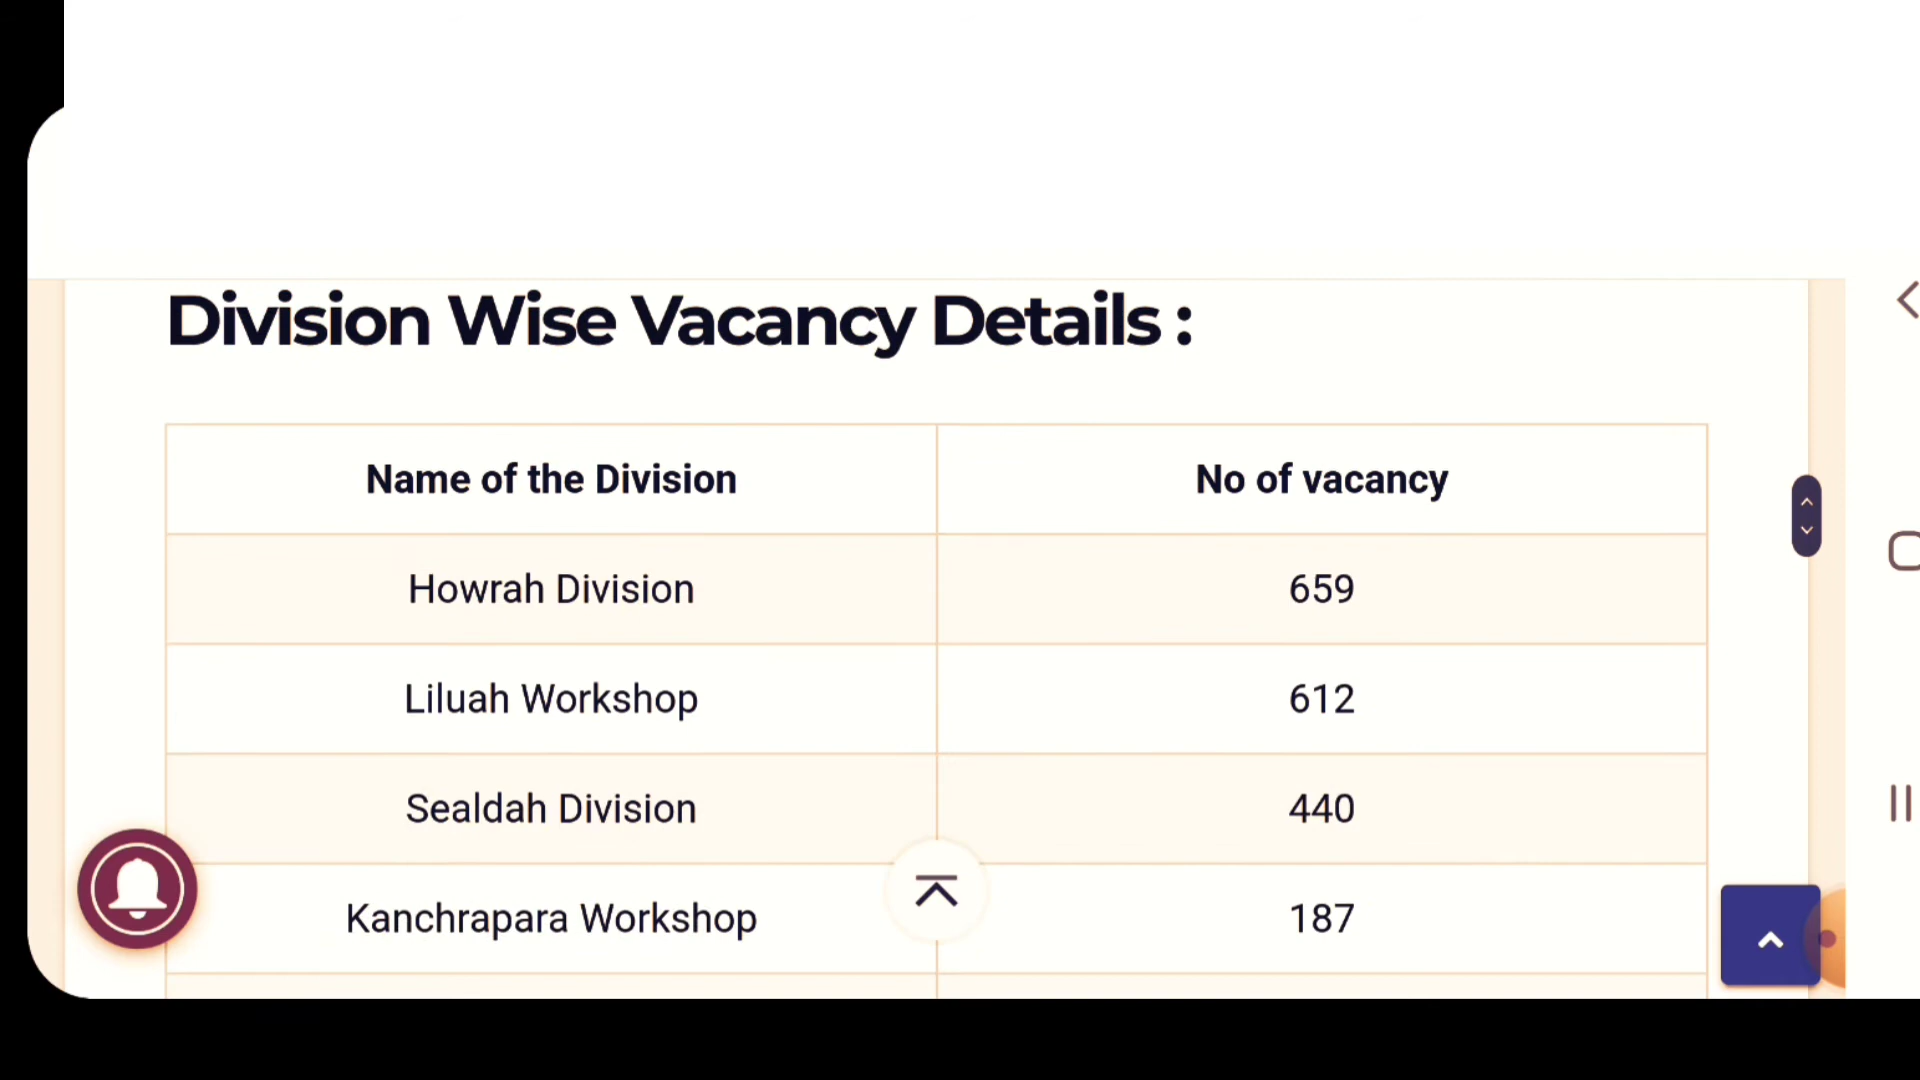 Division Wise Vacancy Details :
Name of the Division No of vacancy
Howrah Division 659
Liluah Workshop 612
Sealdah Division 440
Kanchrapara Workshop 187